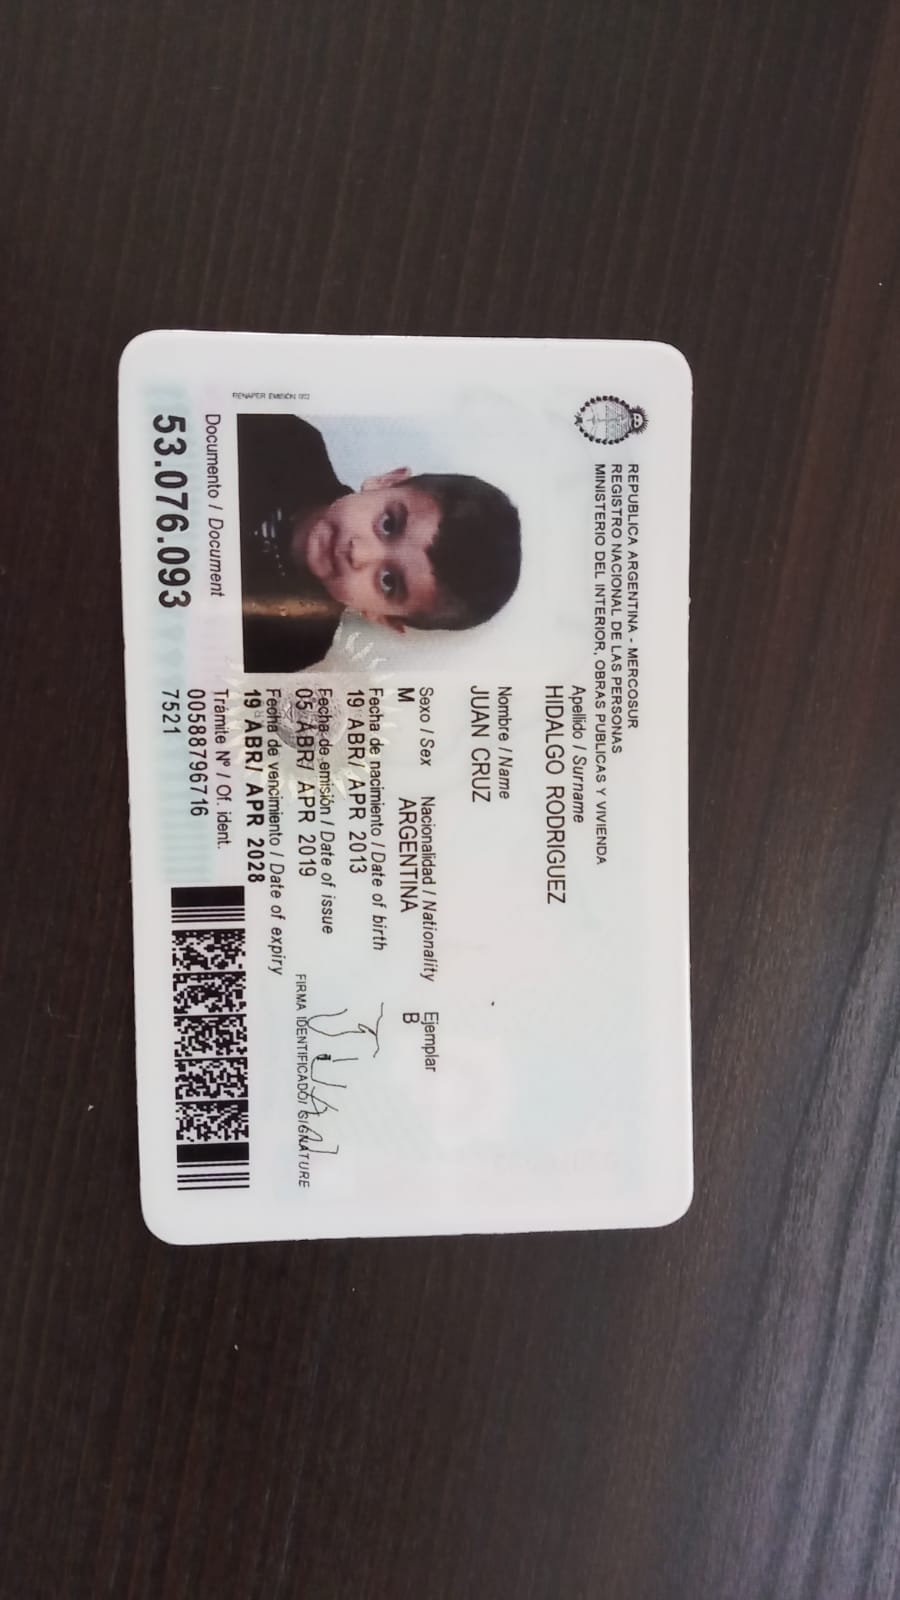 REPUBLICA ARGENTINA - MERCOSUR
REGISTRO NACIONAL DE LAS PERSONAS
MINISTERIO DEL INTERIOR, OBRAS PUBLICAS Y VIVIENDA
Apellido / Surname
HIDALGO RODRIGUEZ
Nombre / Name
JUAN CRUZ
Sexo / Sex Nacionalidad / Nationality Ejemplar
M ARGENTINA B
Fecha de nacimiento / Date of birth
19 ABR/ APR 2013
Fecha de emisión / Date of issue
05 ABR/ APR 2019
Fecha de vencimiento / Date of expiry
19 ABR/ APR 2028
FIRMA IDENTIFICADO/ SIGNATURE
RENAPER EMISIÓN 002
Documento / Document
53.076.093
Trámite Nº / Of. ident.
00588796716
7521
JUAN